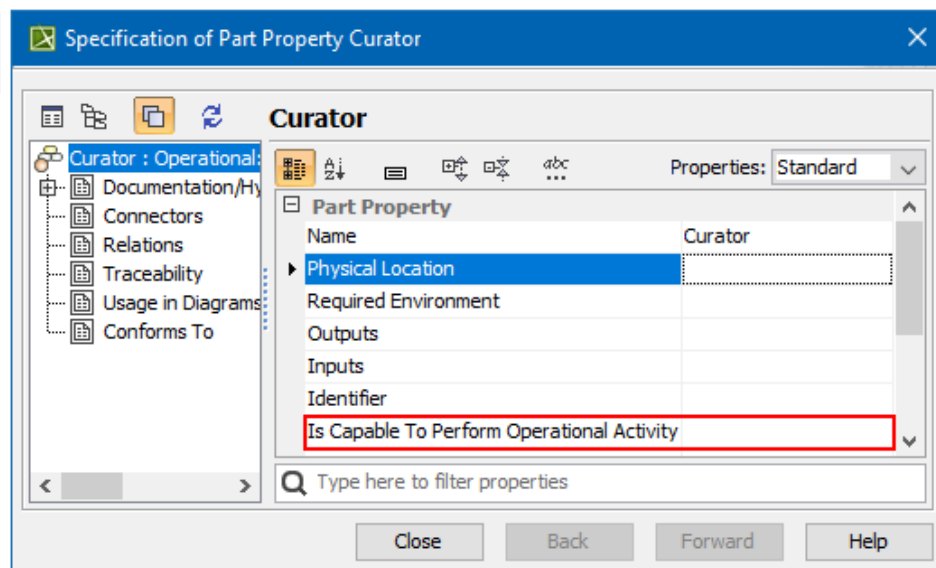 Specification of Part Property Curator
Curator
Curator : Operational:
Documentation/Hy
Connectors
Relations
Traceability
Usage in Diagrams
Conforms To
Properties: Standard
Part Property
Name Curator
Physical Location
Required Environment
Outputs
Inputs
Identifier
Is Capable To Perform Operational Activity
Type here to filter properties
Close Back Forward Help